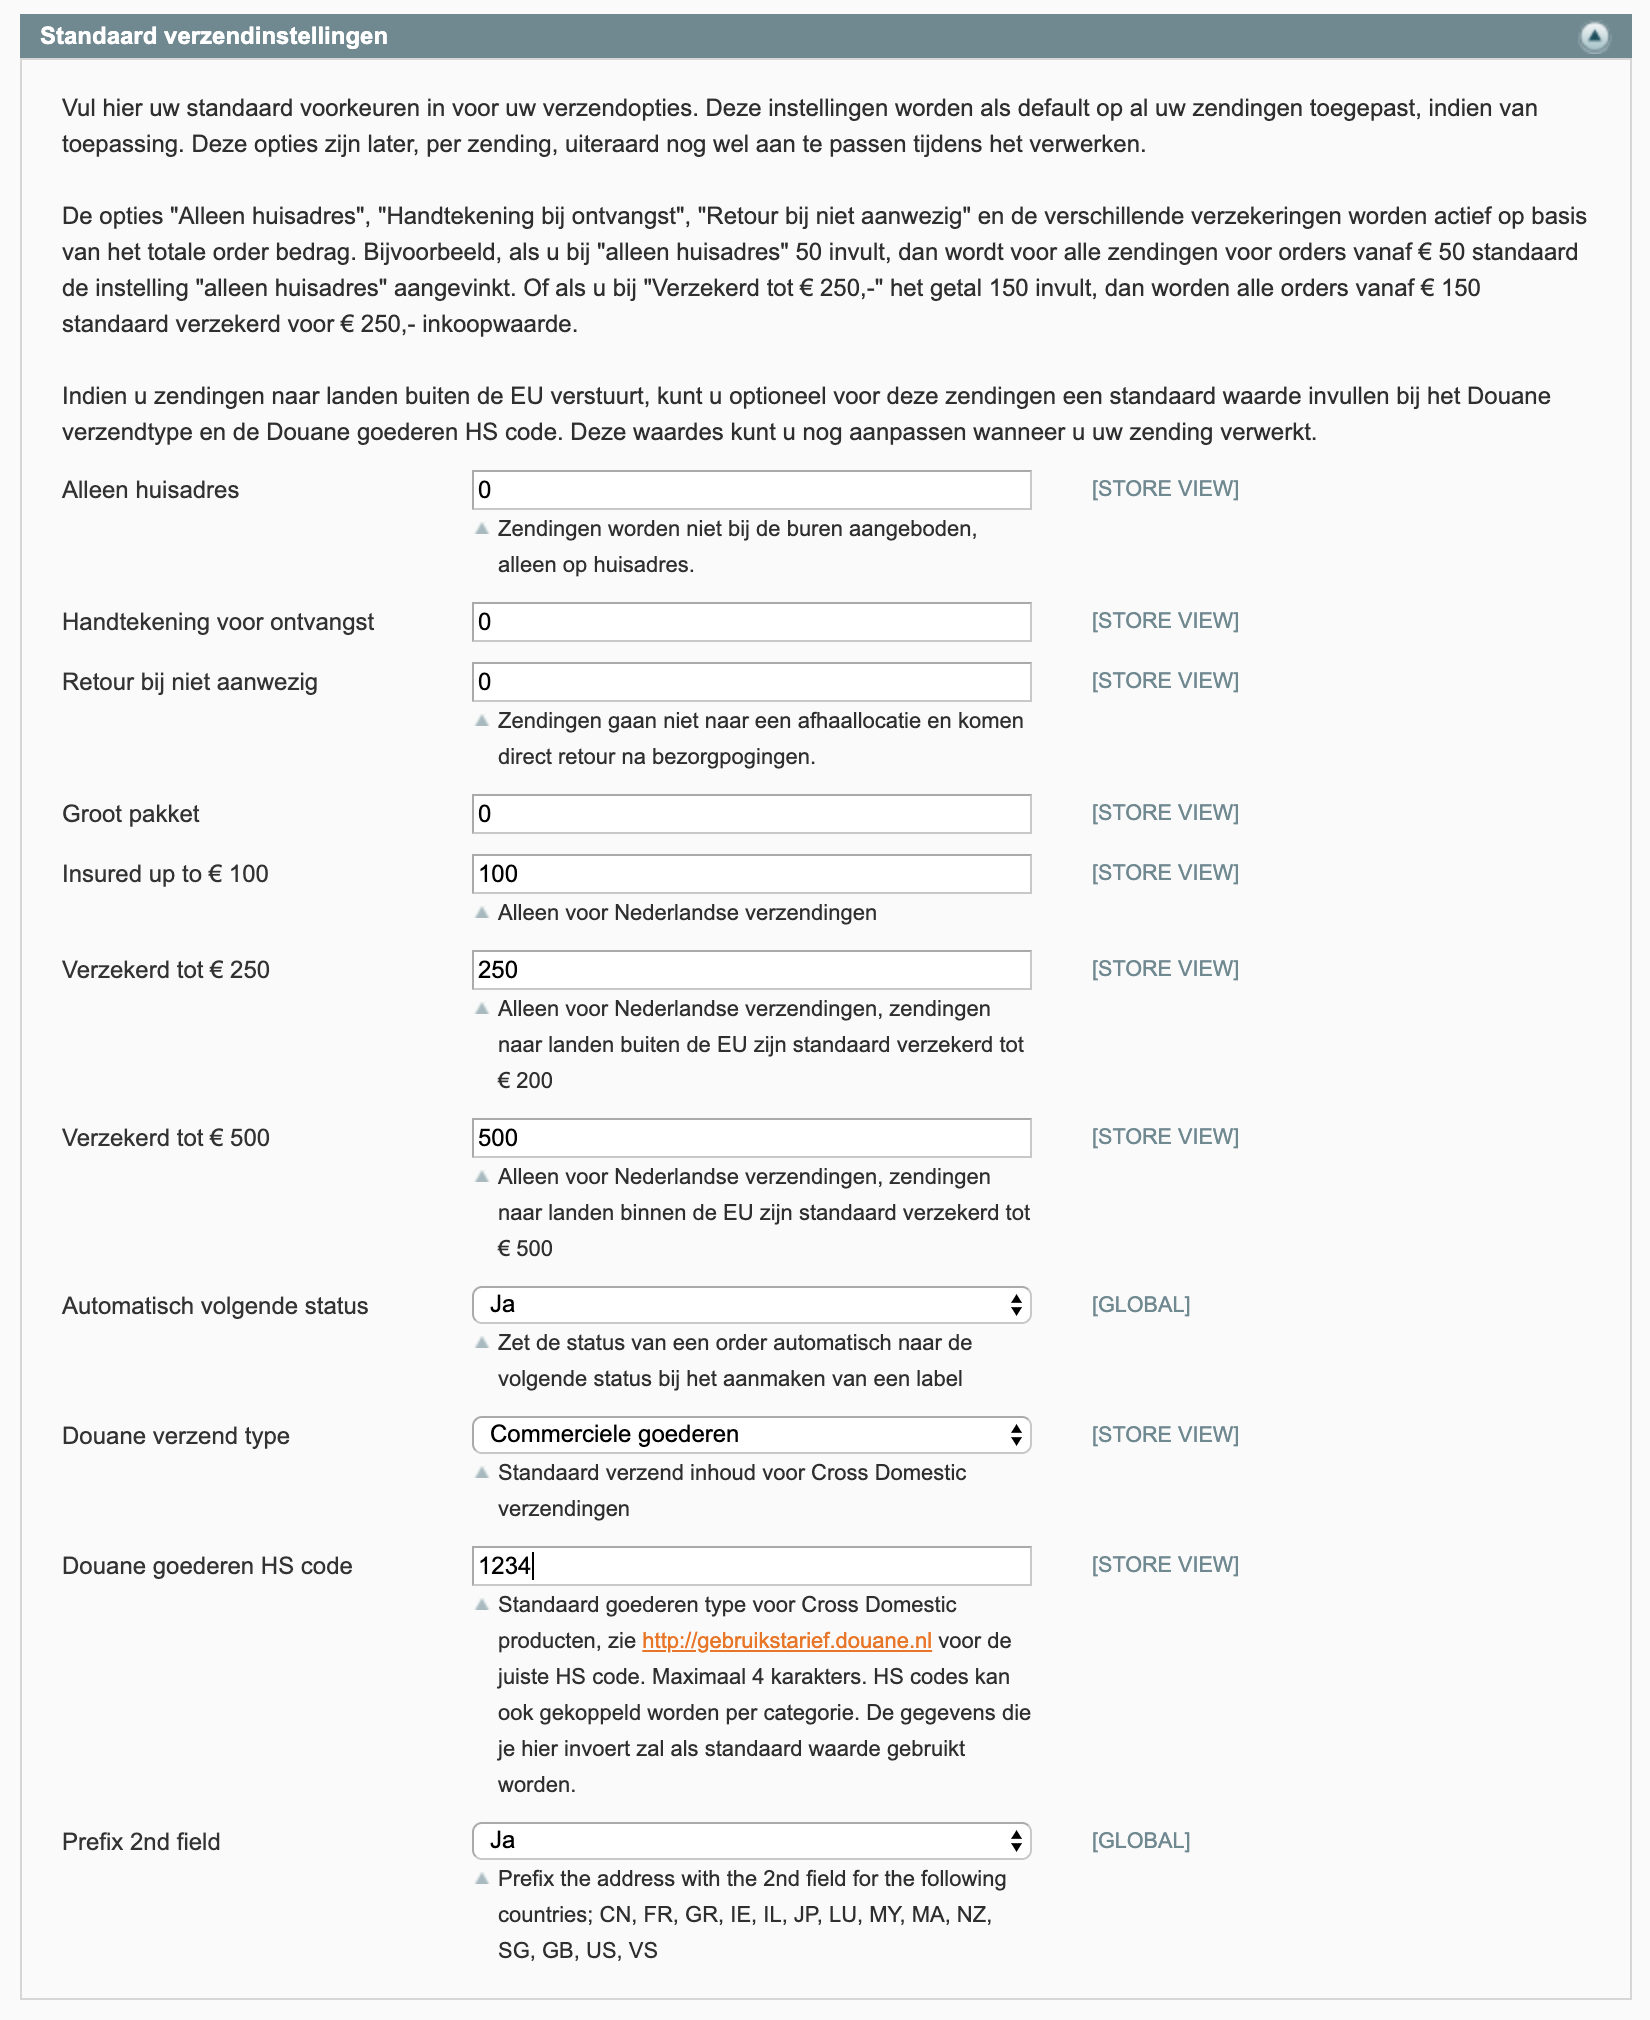 Standaard verzendinstellingen
Vul hier uw standaard voorkeuren in voor uw verzendopties. Deze instellingen worden als default op al uw zendingen toegepast, indien van
toepassing. Deze opties zijn later, per zending, uiteraard nog wel aan te passen tijdens het verwerken.
De opties "Alleen huisadres", "Handtekening bij ontvangst", "Retour bij niet aanwezig" en de verschillende verzekeringen worden actief op basis
van het totale order bedrag. Bijvoorbeeld, als u bij "alleen huisadres" 50 invult, dan wordt voor alle zendingen voor orders vanaf € 50 standaard
de instelling "alleen huisadres" aangevinkt. Of als u bij "Verzekerd tot € 250,-" het getal 150 invult, dan worden alle orders vanaf € 150
standaard verzekerd voor € 250,- inkoopwaarde.
Indien u zendingen naar landen buiten de EU verstuurt, kunt u optioneel voor deze zendingen een standaard waarde invullen bij het Douane
verzendtype en de Douane goederen HS code. Deze waardes kunt u nog aanpassen wanneer u uw zending verwerkt.
Alleen huisadres 0 [STORE VIEW]
Zendingen worden niet bij de buren aangeboden,
alleen op huisadres.
Handtekening voor ontvangst 0 [STORE VIEW]
Retour bij niet aanwezig 0 [STORE VIEW]
Zendingen gaan niet naar een afhaallocatie en komen
direct retour na bezorgpogingen.
Groot pakket 0 [STORE VIEW]
Insured up to € 100 100 [STORE VIEW]
Alleen voor Nederlandse verzendingen
Verzekerd tot € 250 250 [STORE VIEW]
Alleen voor Nederlandse verzendingen, zendingen
naar landen buiten de EU zijn standaard verzekerd tot
€ 200
Verzekerd tot € 500 500 [STORE VIEW]
Alleen voor Nederlandse verzendingen, zendingen
naar landen binnen de EU zijn standaard verzekerd tot
€ 500
Automatisch volgende status Ja [GLOBAL]
Zet de status van een order automatisch naar de
volgende status bij het aanmaken van een label
Douane verzend type Commerciele goederen [STORE VIEW]
Standaard verzend inhoud voor Cross Domestic
verzendingen
Douane goederen HS code 1234 [STORE VIEW]
Standaard goederen type voor Cross Domestic
producten, zie http://gebruikstarief.douane.nl voor de
juiste HS code. Maximaal 4 karakters. HS codes kan
ook gekoppeld worden per categorie. De gegevens die
je hier invoert zal als standaard waarde gebruikt
worden.
Prefix 2nd field Ja [GLOBAL]
Prefix the address with the 2nd field for the following
countries; CN, FR, GR, IE, IL, JP, LU, MY, MA, NZ,
SG, GB, US, VS